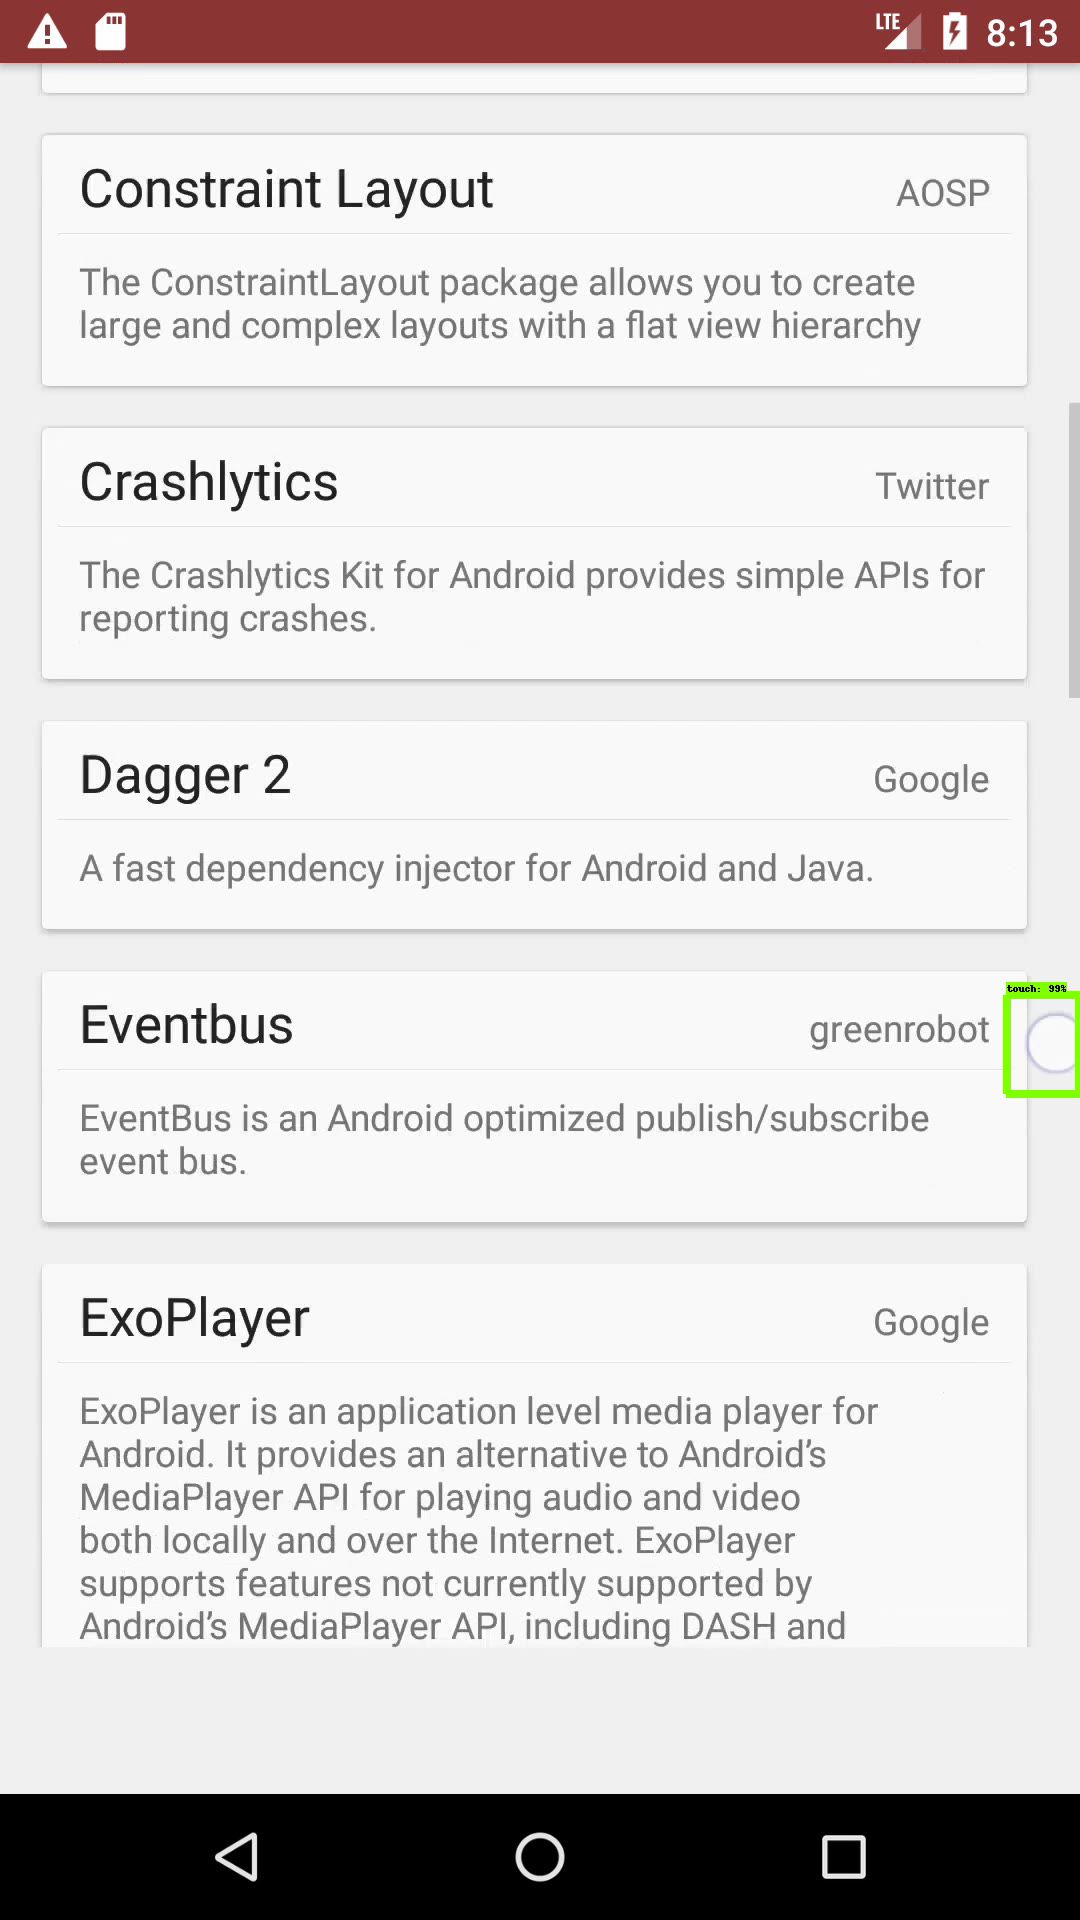 LTE 8:13
Constraint Layout AOSP
The ConstraintLayout package allows you to create
large and complex layouts with a flat view hierarchy
Crashlytics Twitter
The Crashlytics Kit for Android provides simple APIs for
reporting crashes.
Dagger 2 Google
A fast dependency injector for Android and Java.
touch: 99%
Eventbus greenrobot
EventBus is an Android optimized publish/subscribe
event bus.
ExoPlayer Google
ExoPlayer is an application level media player for
Android. It provides an alternative to Android’s
MediaPlayer API for playing audio and video
both locally and over the Internet. ExoPlayer
supports features not currently supported by
Android’s MediaPlayer API, including DASH and